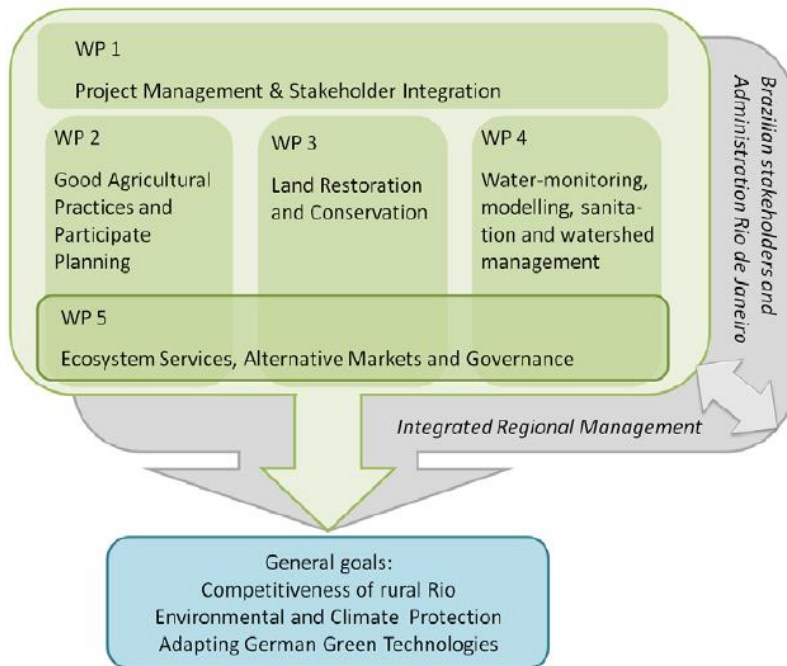 WP 1
Project Management & Stakeholder Integration
WP 2
Good Agricultural
Practices and
Participate
Planning
WP 3
Land Restoration
and Conservation
WP 4
Water-monitoring,
modelling, sanita-
tion and watershed
management
WP 5
Ecosystem Services, Alternative Markets and Governance
Brazilian stakeholders and
Administration Rio de Janeiro
Integrated Regional Management
General goals:
Competitiveness of rural Rio
Environmental and Climate Protection
Adapting German Green Technologies